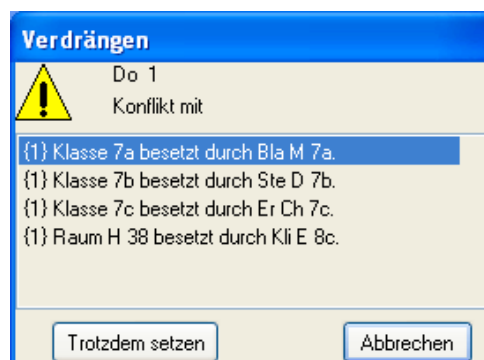 Verdrängen
Do 1
Konflikt mit
{1} Klasse 7a besetzt durch Bla M 7a.
{1} Klasse 7b besetzt durch Ste D 7b.
{1} Klasse 7c besetzt durch Er Ch 7c.
{1} Raum H 38 besetzt durch Kli E 8c.
Trotzdem setzen Abbrechen